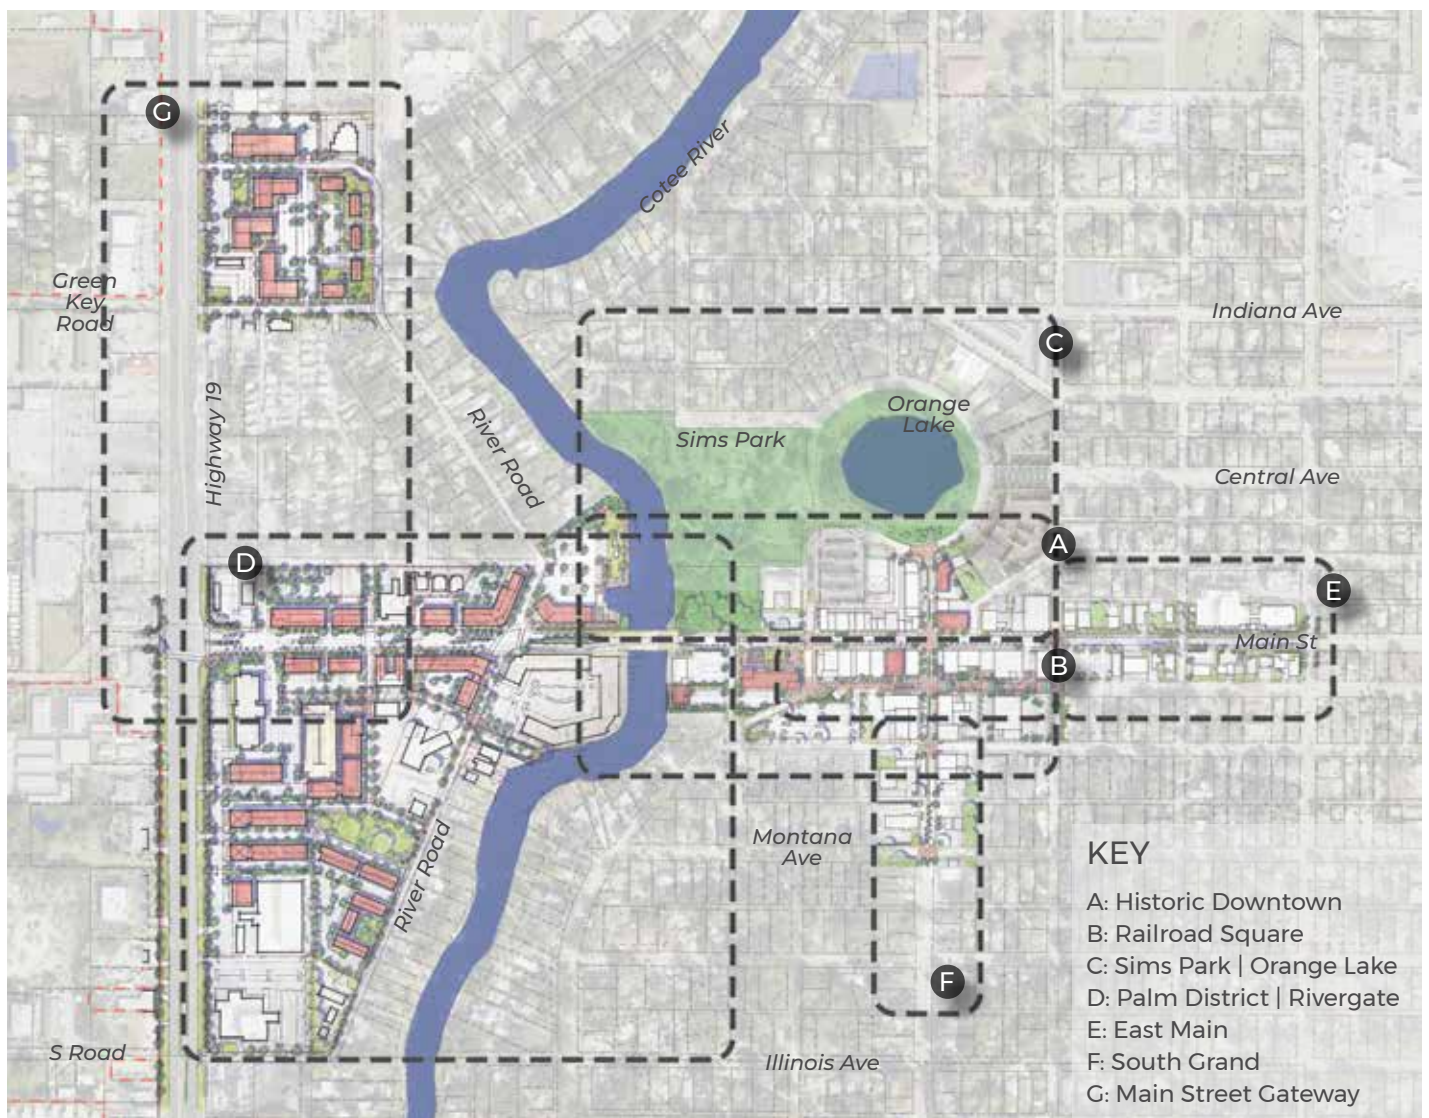 G
Cotee River
Green
Key
Road
Indiana Ave
C
Highway 19
River Road
Orange
Lake
Sims Park
Central Ave
A
D
E
Main St
B
Montana
Ave
River Road
F
S Road
Illinois Ave
KEY
A: Historic Downtown
B: Railroad Square
C: Sims Park | Orange Lake
D: Palm District | Rivergate
E: East Main
F: South Grand
G: Main Street Gateway